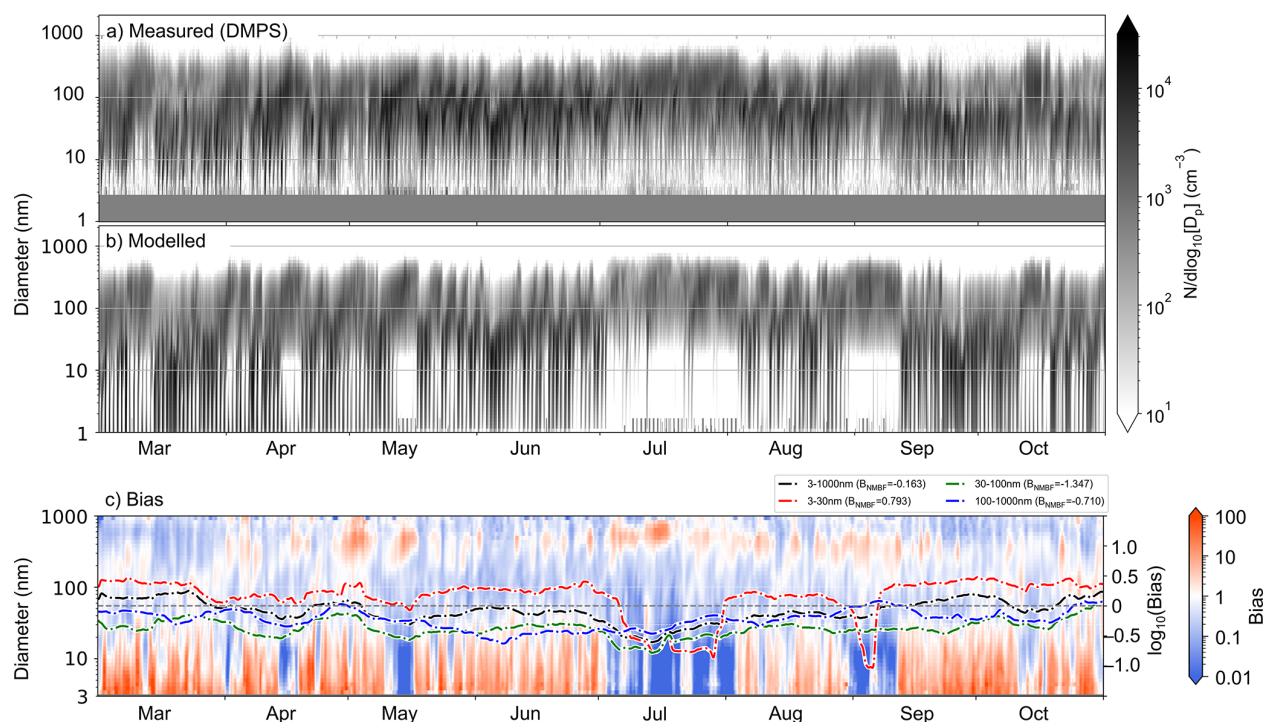 a) Measured (DMPS)
1000
100
10
1
b) Modelled
1000
100
10
1
Diameter (nm)
Mar Apr May Jun Jul Aug Sep Oct
10⁴
10³
10²
10¹
N/dlog₁₀[Dₚ] (cm⁻³)
c) Bias
3-1000nm (B_NMBF=-0.163) 30-100nm (B_NMBF=-1.347)
3-30nm (B_NMBF=0.793) 100-1000nm (B_NMBF=-0.710)
1000
100
10
3
Diameter (nm)
1.0
0.5
0
-0.5
-1.0
log₁₀(Bias)
Mar Apr May Jun Jul Aug Sep Oct
100
10
1
0.1
0.01
Bias